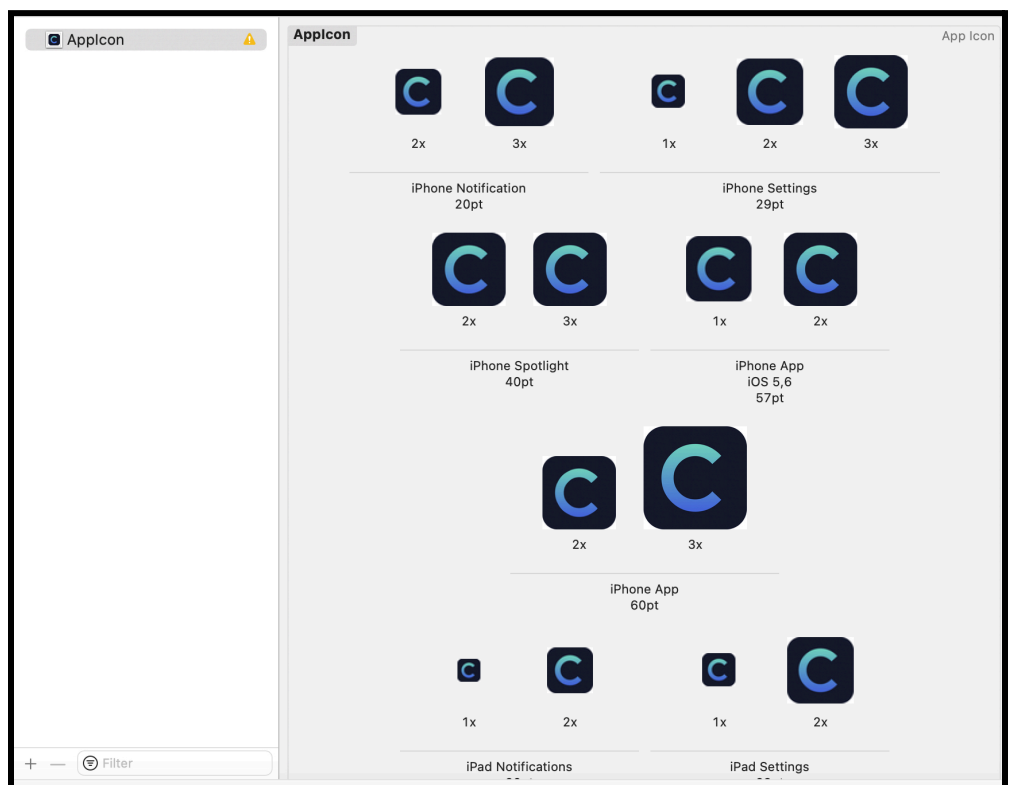 AppIcon
AppIcon
App Icon
2x 3x 1x 2x 3x
iPhone Notification
20pt
iPhone Settings
29pt
2x 3x 1x 2x
iPhone Spotlight
40pt
iPhone App
iOS 5,6
57pt
2x 3x
iPhone App
60pt
1x 2x 1x 2x
iPad Notifications
iPad Settings
Filter